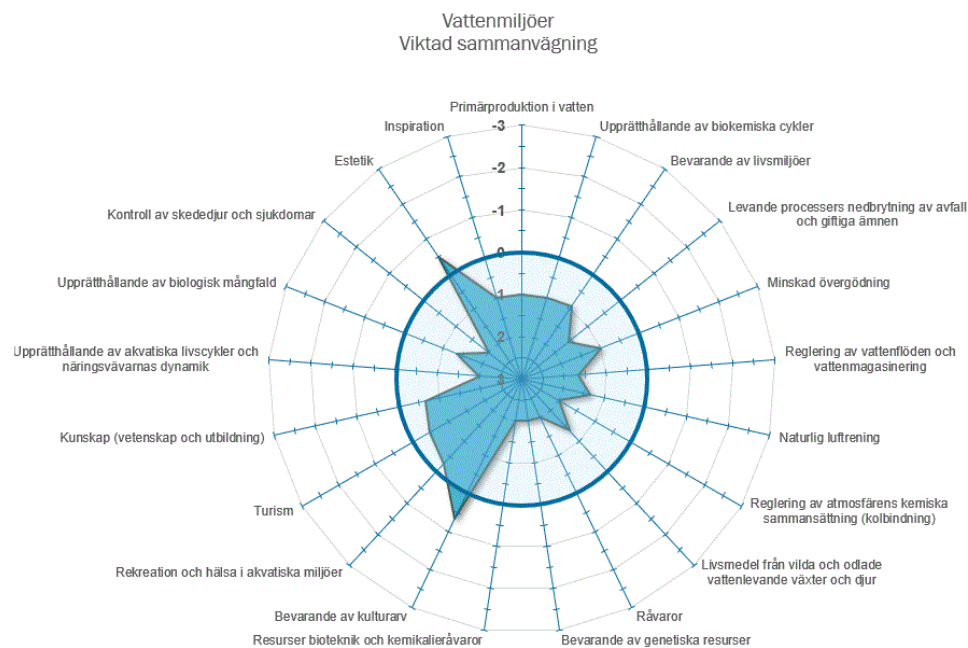 Vattenmiljöer
Viktad sammanvägning
Primärproduktion i vatten
Inspiration
-3
Upprätthållande av biokemiska cykler
Estetik
-2
Bevarande av livsmiljöer
Kontroll av skededjur och sjukdomar
-1
Levande processers nedbrytning av avfall
och giftiga ämnen
0
Upprätthållande av biologisk mångfald
1
Minskad övergödning
2
Upprätthållande av akvatiska livscykler och
näringsvävarnas dynamik
3
Reglering av vattenflöden och
vattenmagasinering
Kunskap (vetenskap och utbildning)
Naturlig luftrening
Turism
Reglering av atmosfärens kemiska
sammansättning (kolbindning)
Rekreation och hälsa i akvatiska miljöer
Livsmedel från vilda och odlade
vattenlevande växter och djur
Bevarande av kulturarv
Råvaror
Resurser bioteknik och kemikalieråvaror
Bevarande av genetiska resurser